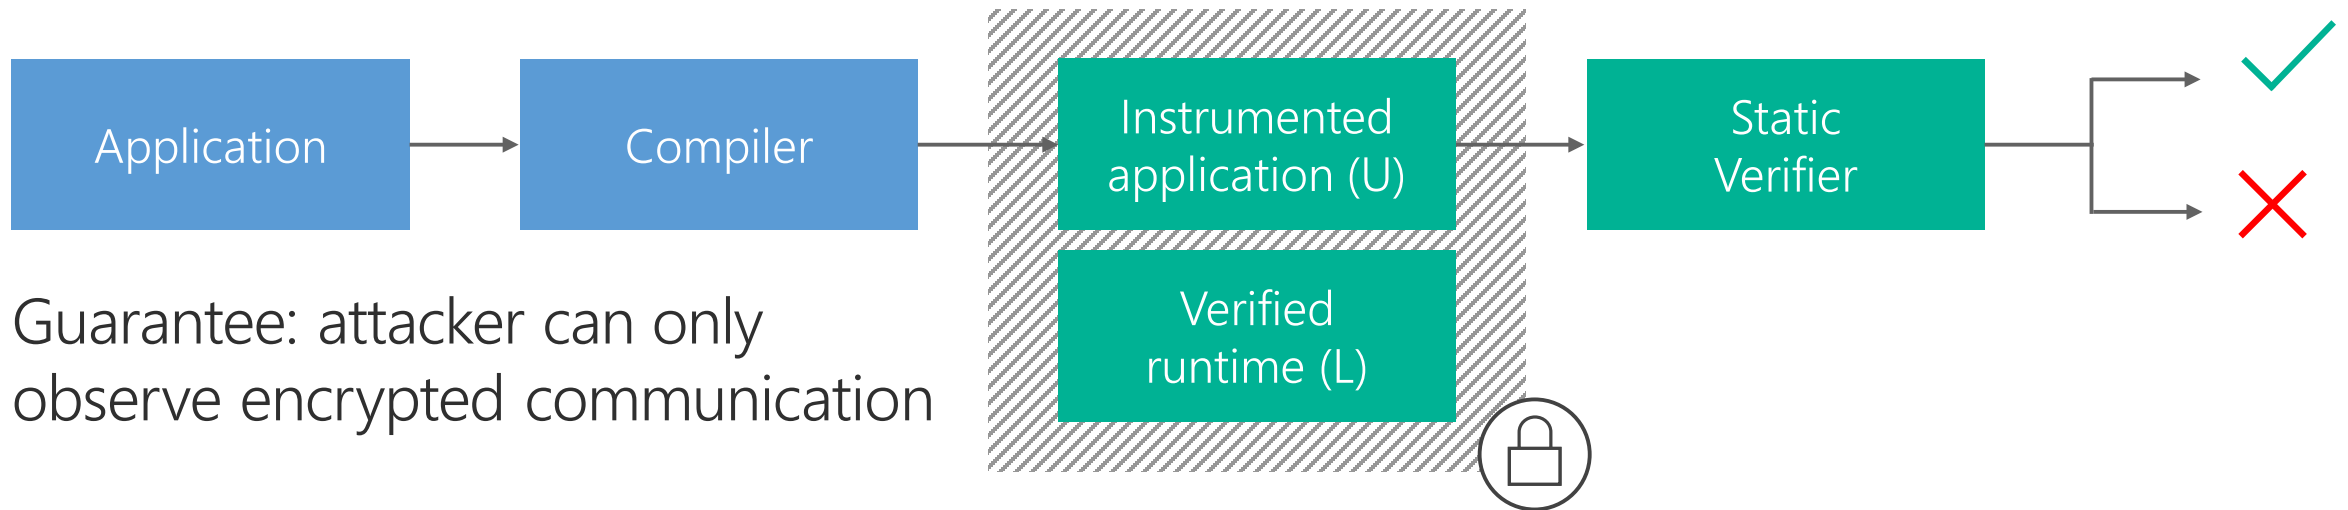 Application
Compiler
Instrumented
application (U)
Static
Verifier
Verified
runtime (L)
Guarantee: attacker can only
observe encrypted communication